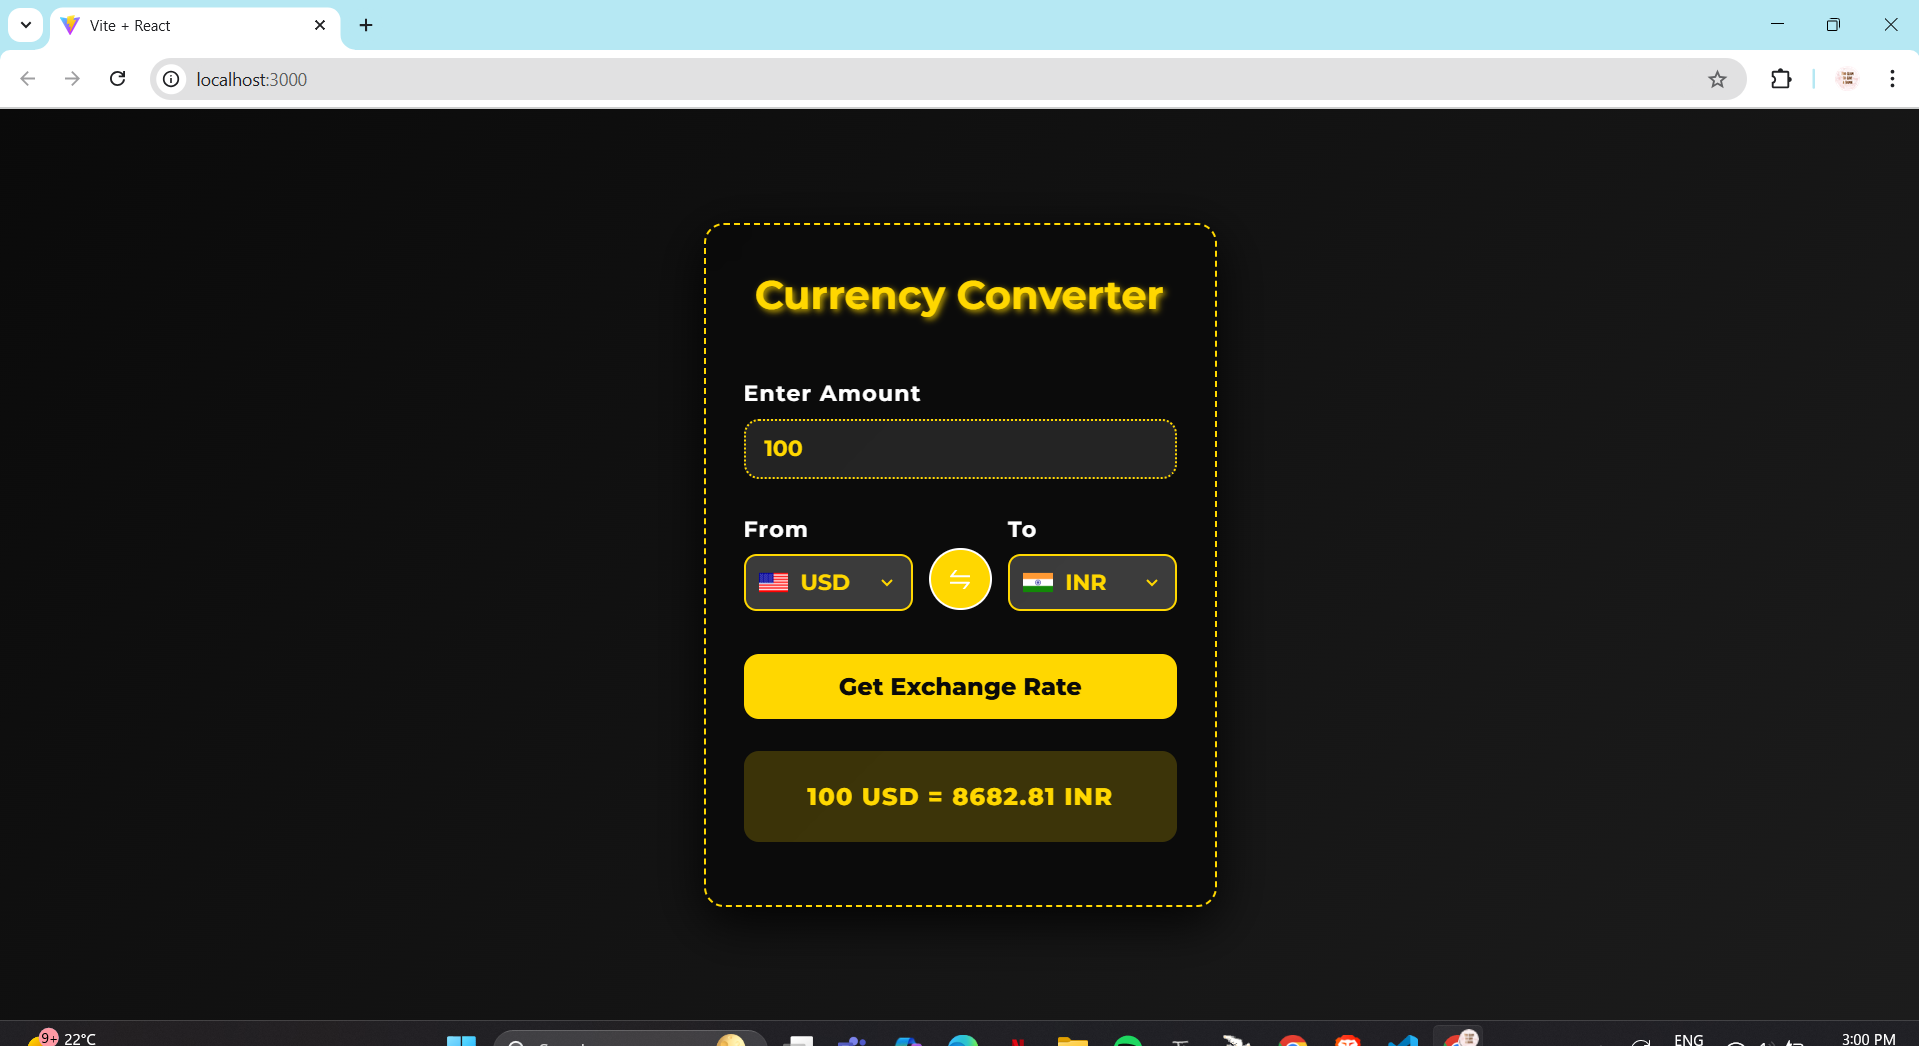 Vite + React
localhost:3000
Currency Converter
Enter Amount
100
From
To
USD
INR
Get Exchange Rate
100 USD = 8682.81 INR
9+
22°C
ENG
3:00 PM